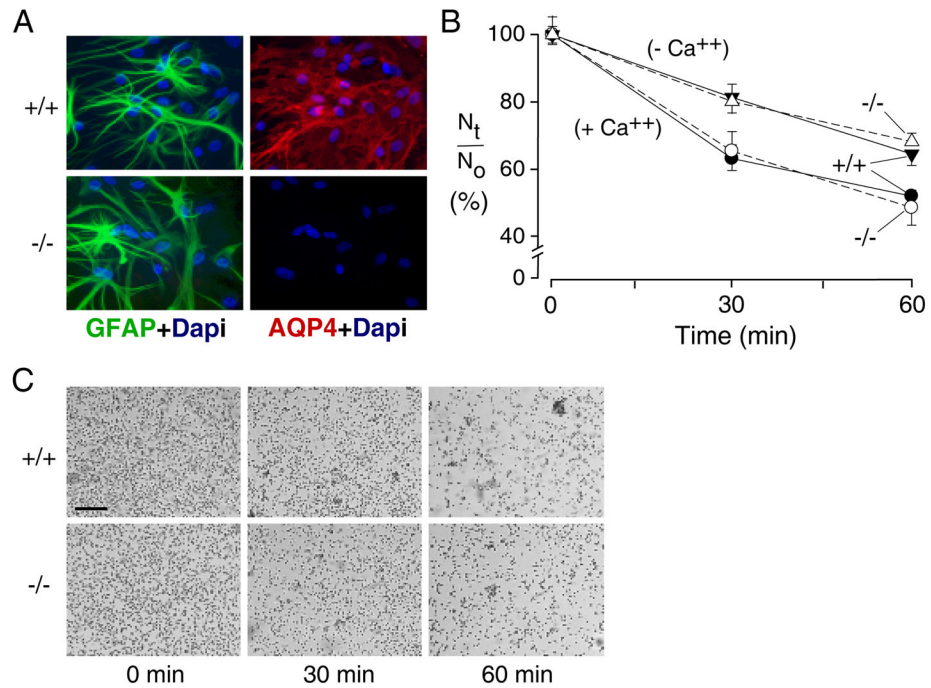 A
+/+
-/-
GFAP+Dapi
AQP4+Dapi
B
100
80
60
40
0
Nt
No
(%)
(- Ca++)
(+ Ca++)
-/-
+/+
-/-
0
30
60
Time (min)
C
+/+
-/-
0 min
30 min
60 min